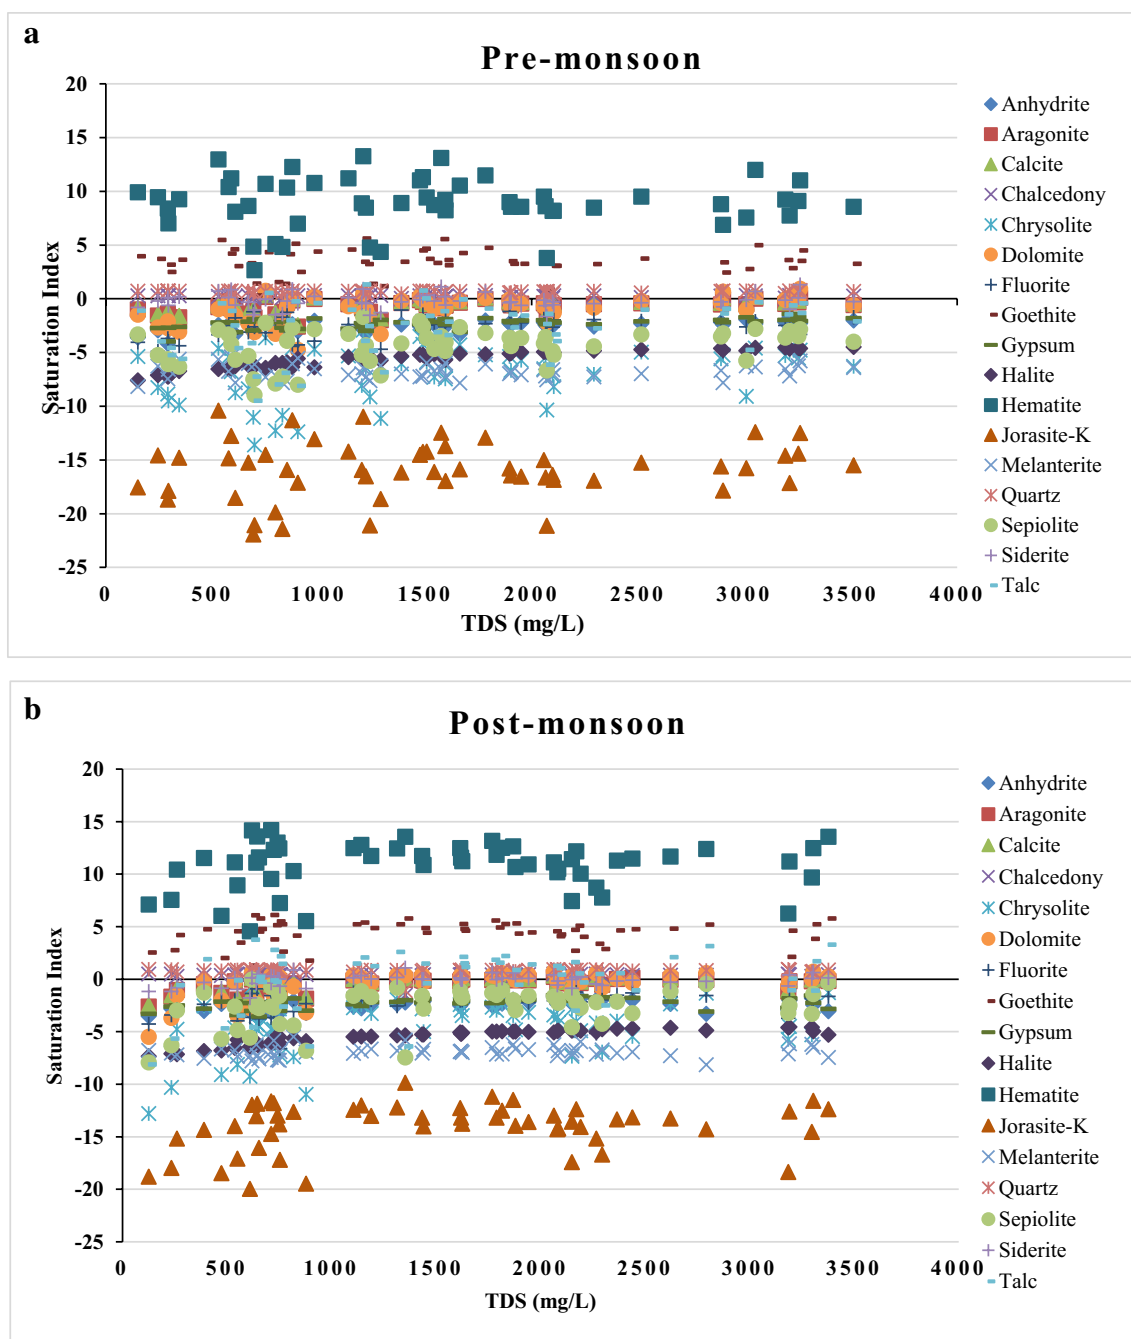 a
Pre-monsoon
20
15
10
5
0
-5
-10
-15
-20
-25
Saturation Index
0 500 1000 1500 2000 2500 3000 3500 4000
TDS (mg/L)
Anhydrite
Aragonite
Calcite
Chalcedony
Chrysolite
Dolomite
Fluorite
Goethite
Gypsum
Halite
Hematite
Jorasite-K
Melanterite
Quartz
Sepiolite
Siderite
Talc
b
Post-monsoon
20
15
10
5
0
-5
-10
-15
-20
-25
Saturation Index
0 500 1000 1500 2000 2500 3000 3500 4000
TDS (mg/L)
Anhydrite
Aragonite
Calcite
Chalcedony
Chrysolite
Dolomite
Fluorite
Goethite
Gypsum
Halite
Hematite
Jorasite-K
Melanterite
Quartz
Sepiolite
Siderite
Talc